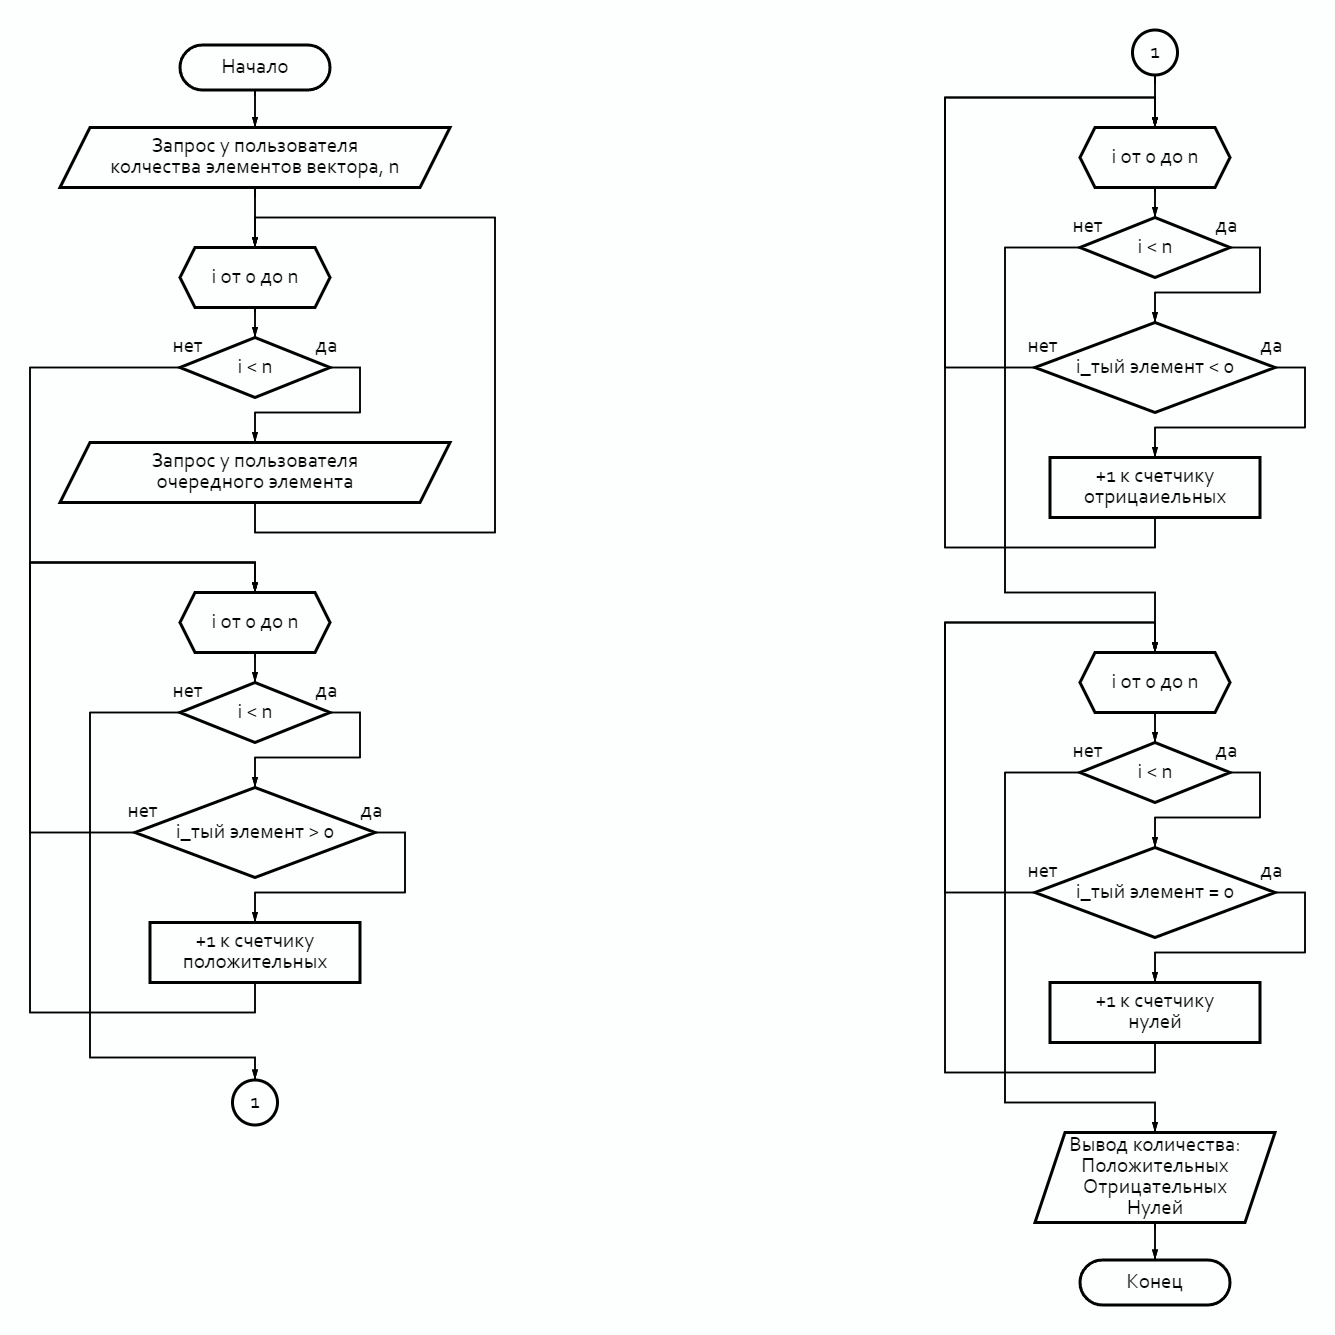 Начало
Запрос у пользователя
колчества элементов вектора, n
i от 0 до n
нет
да
i < n
Запрос у пользователя
очередного элемента
i от 0 до n
нет
да
i < n
нет
да
i_тый элемент > 0
+1 к счетчику
положительных
1
1
i от 0 до n
нет
да
i < n
нет
да
i_тый элемент < 0
+1 к счетчику
отрицаиельных
i от 0 до n
нет
да
i < n
нет
да
i_тый элемент = 0
+1 к счетчику
нулей
Вывод количества:
Положительных
Отрицательных
Нулей
Конец